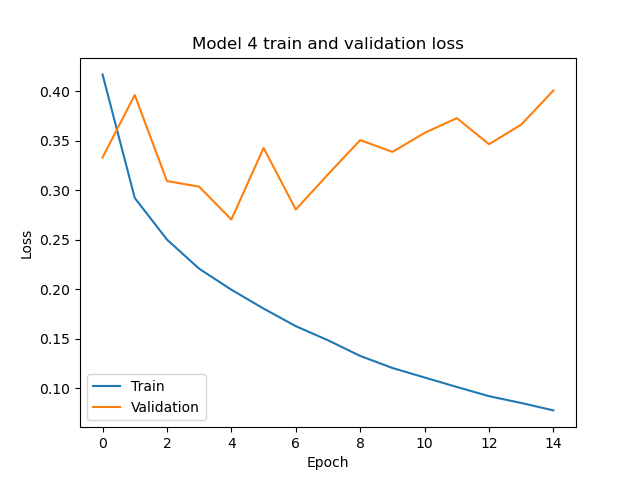 Model 4 train and validation loss
Loss
0.40
0.35
0.30
0.25
0.20
0.15
0.10
Train
Validation
0 2 4 6 8 10 12 14
Epoch